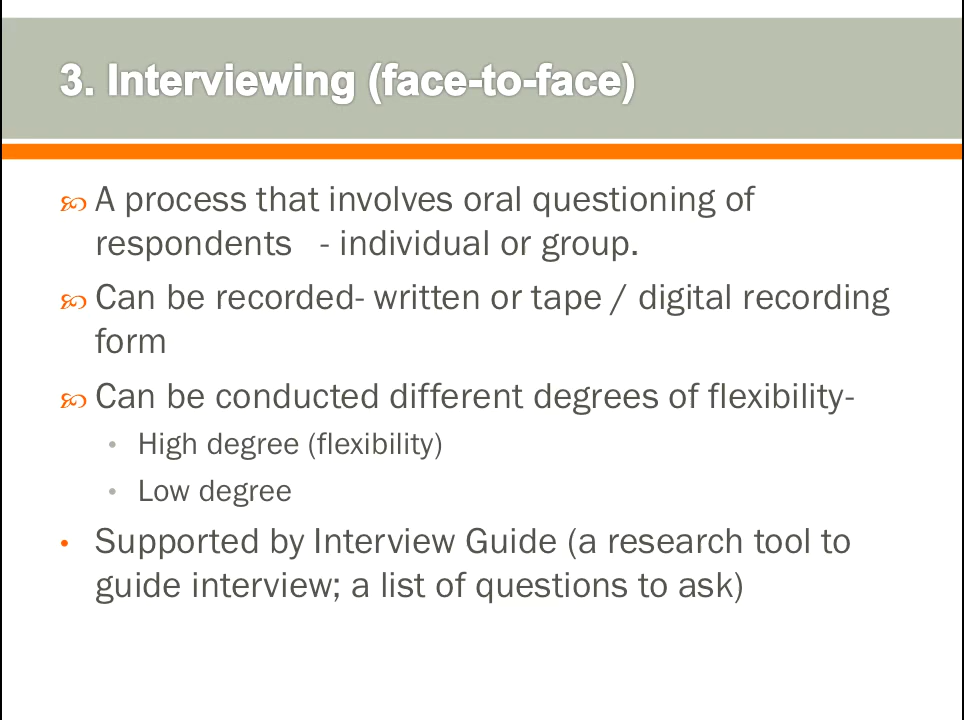 3. Interviewing (face-to-face)
A process that involves oral questioning of
respondents - individual or group.
Can be recorded- written or tape / digital recording
form
Can be conducted different degrees of flexibility-
• High degree (flexibility)
• Low degree
• Supported by Interview Guide (a research tool to
guide interview; a list of questions to ask)